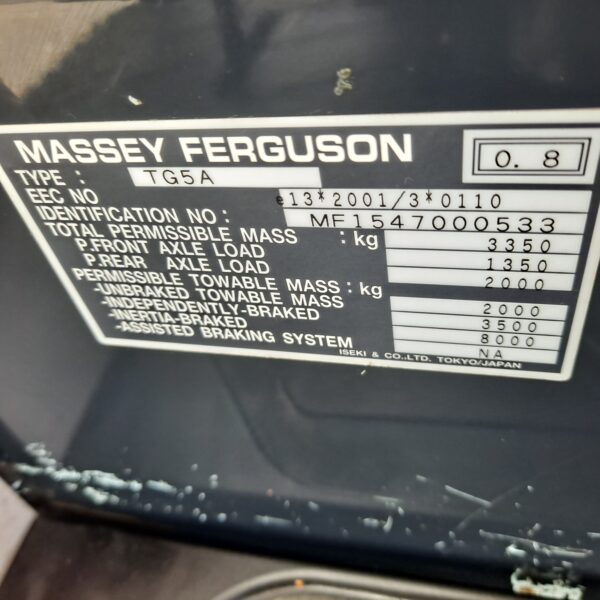 MASSEY FERGUSON
0.8
TYPE : TG5A
EEC NO e13*2001/3*0110
IDENTIFICATION NO : MF1547000533
TOTAL PERMISSIBLE MASS : kg 3350
P.FRONT AXLE LOAD 1350
P.REAR AXLE LOAD 2000
PERMISSIBLE TOWABLE MASS : kg
-UNBRAKED TOWABLE MASS 2000
-INDEPENDENTLY-BRAKED 3500
-INERTIA-BRAKED 8000
-ASSISTED BRAKING SYSTEM NA
ISEKI & CO.,LTD. TOKYO/JAPAN